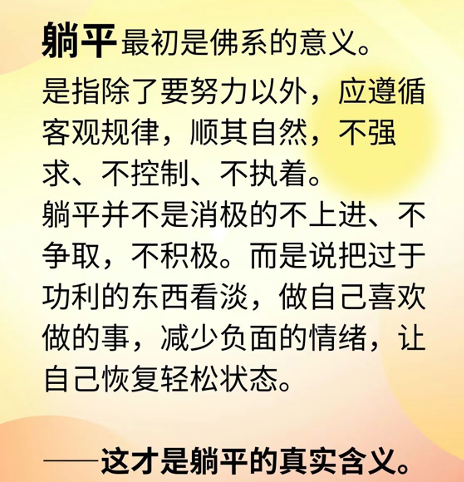 躺平最初是佛系的意义。
是指除了要努力以外，应遵循
客观规律，顺其自然，不强
求、不控制、不执着。
躺平并不是消极的不上进、不
争取，不积极。而是说把过于
功利的东西看淡，做自己喜欢
做的事，减少负面的情绪，让
自己恢复轻松状态。
——这才是躺平的真实含义。